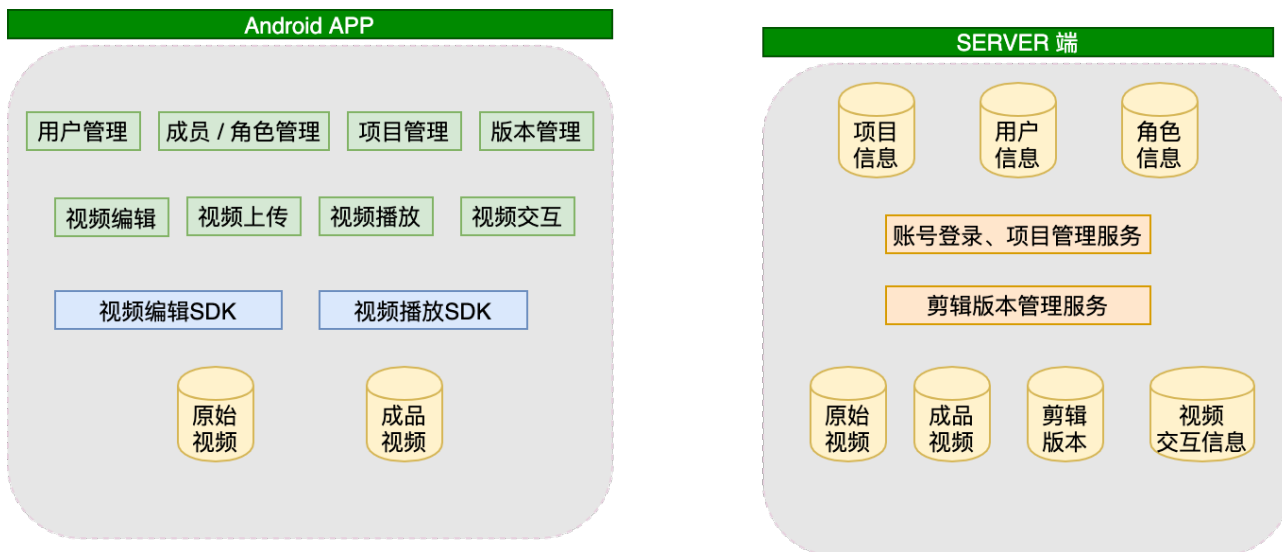 Android APP
用户管理
成员 / 角色管理
项目管理
版本管理
视频编辑
视频上传
视频播放
视频交互
视频编辑SDK
视频播放SDK
原始
视频
成品
视频
SERVER 端
项目
信息
用户
信息
角色
信息
账号登录、项目管理服务
剪辑版本管理服务
原始
视频
成品
视频
剪辑
版本
视频
交互信息